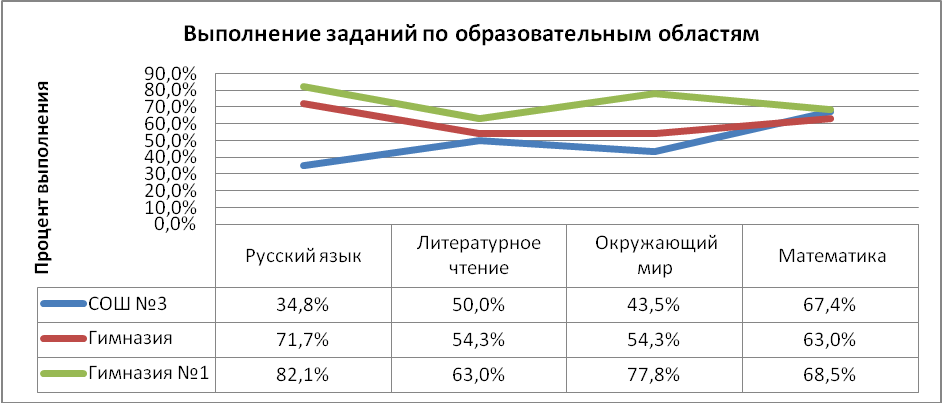 Выполнение заданий по образовательным областям
Процент выполнения
90,0%
80,0%
70,0%
60,0%
50,0%
40,0%
30,0%
20,0%
10,0%
0,0%
Русский язык
Литературное
чтение
Окружающий
мир
Математика
СОШ №3 34,8% 50,0% 43,5% 67,4%
Гимназия 71,7% 54,3% 54,3% 63,0%
Гимназия №1 82,1% 63,0% 77,8% 68,5%